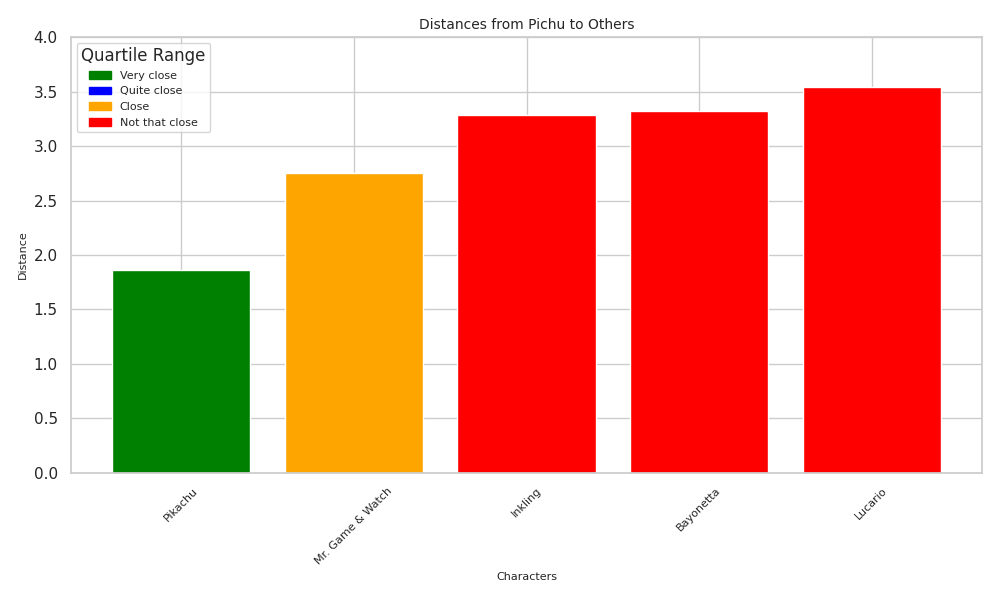 Distances from Pichu to Others
Quartile Range
Very close
Quite close
Close
Not that close
4.0
3.5
3.0
2.5
2.0
1.5
1.0
0.5
0.0
Distance
Pikachu
Mr. Game & Watch
Inkling
Bayonetta
Lucario
Characters